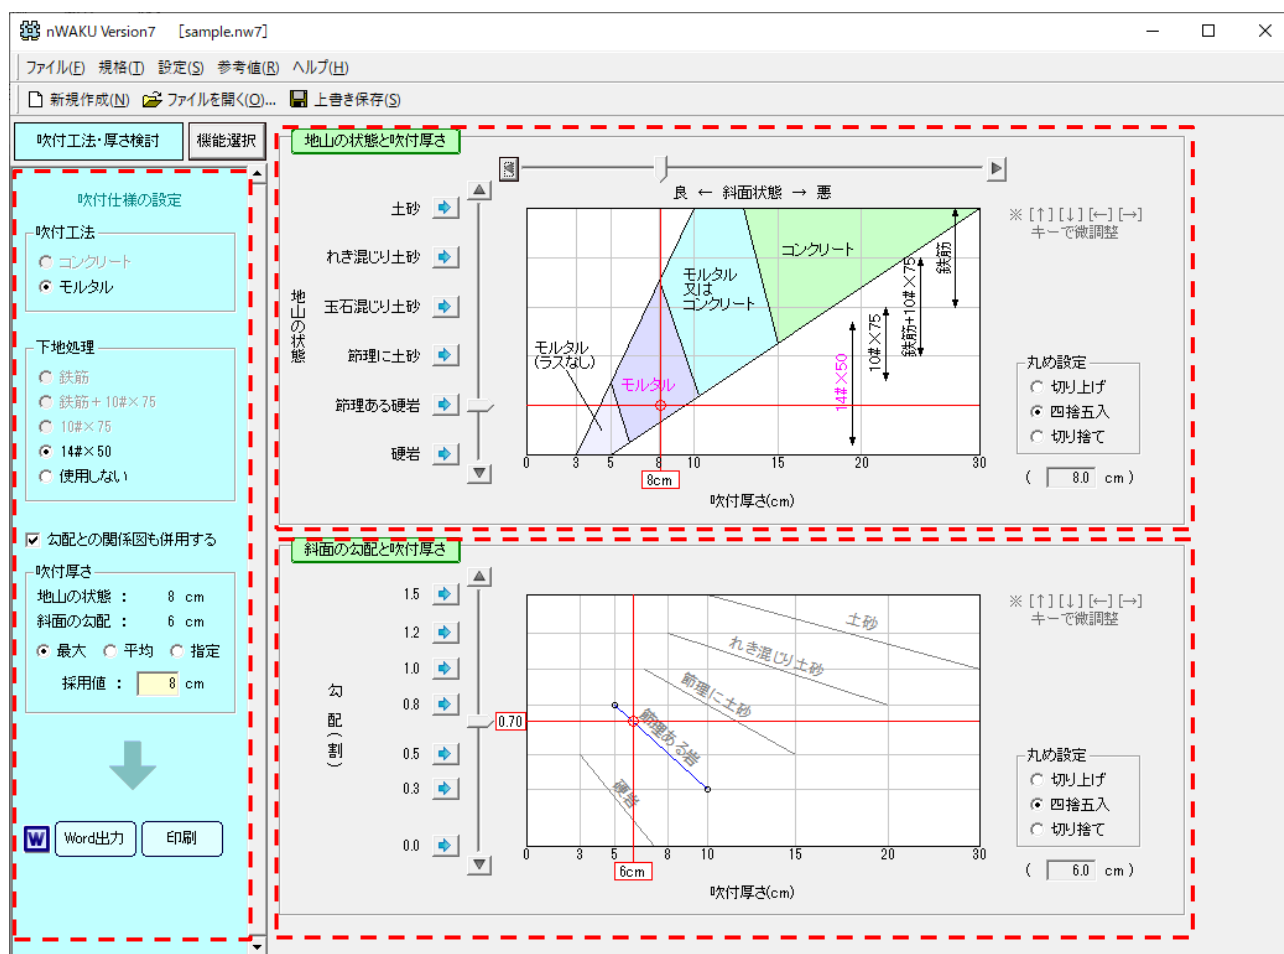 nWAKU Version7 [sample.nw7]
ファイル(F) 規格(T) 設定(S) 参考値(R) ヘルプ(H)
新規作成(N) ファイルを開く(O)... 上書き保存(S)
吹付工法・厚さ検討 機能選択
吹付仕様の設定
吹付工法
コンクリート
モルタル
下地処理
鉄筋
鉄筋+10#×75
10#×75
14#×50
使用しない
勾配との関係図も併用する
吹付厚さ
地山の状態 : 8 cm
斜面の勾配 : 6 cm
最大 平均 指定
採用値 : 8 cm
W Word出力 印刷
地山の状態と吹付厚さ
良 ← 斜面状態 → 悪
地山の状態
土砂
れき混じり土砂
玉石混じり土砂
節理に土砂
節理ある硬岩
硬岩
モルタル
(ラスなし)
モルタル
モルタル
又は
コンクリート
コンクリート
14#×50
10#×75
鉄筋+10#×75
鉄筋
0 3 5 8 10 15 20 30
8cm
吹付厚さ(cm)
※ [↑][↓][←][→]
キーで微調整
丸め設定
切り上げ
四捨五入
切り捨て
( 8.0 cm )
斜面の勾配と吹付厚さ
勾配(割)
1.5
1.2
1.0
0.8
0.70
0.5
0.3
0.0
土砂
れき混じり土砂
節理に土砂
節理ある岩
硬岩
0 3 5 8 10 15 20 30
6cm
吹付厚さ(cm)
※ [↑][↓][←][→]
キーで微調整
丸め設定
切り上げ
四捨五入
切り捨て
( 6.0 cm )